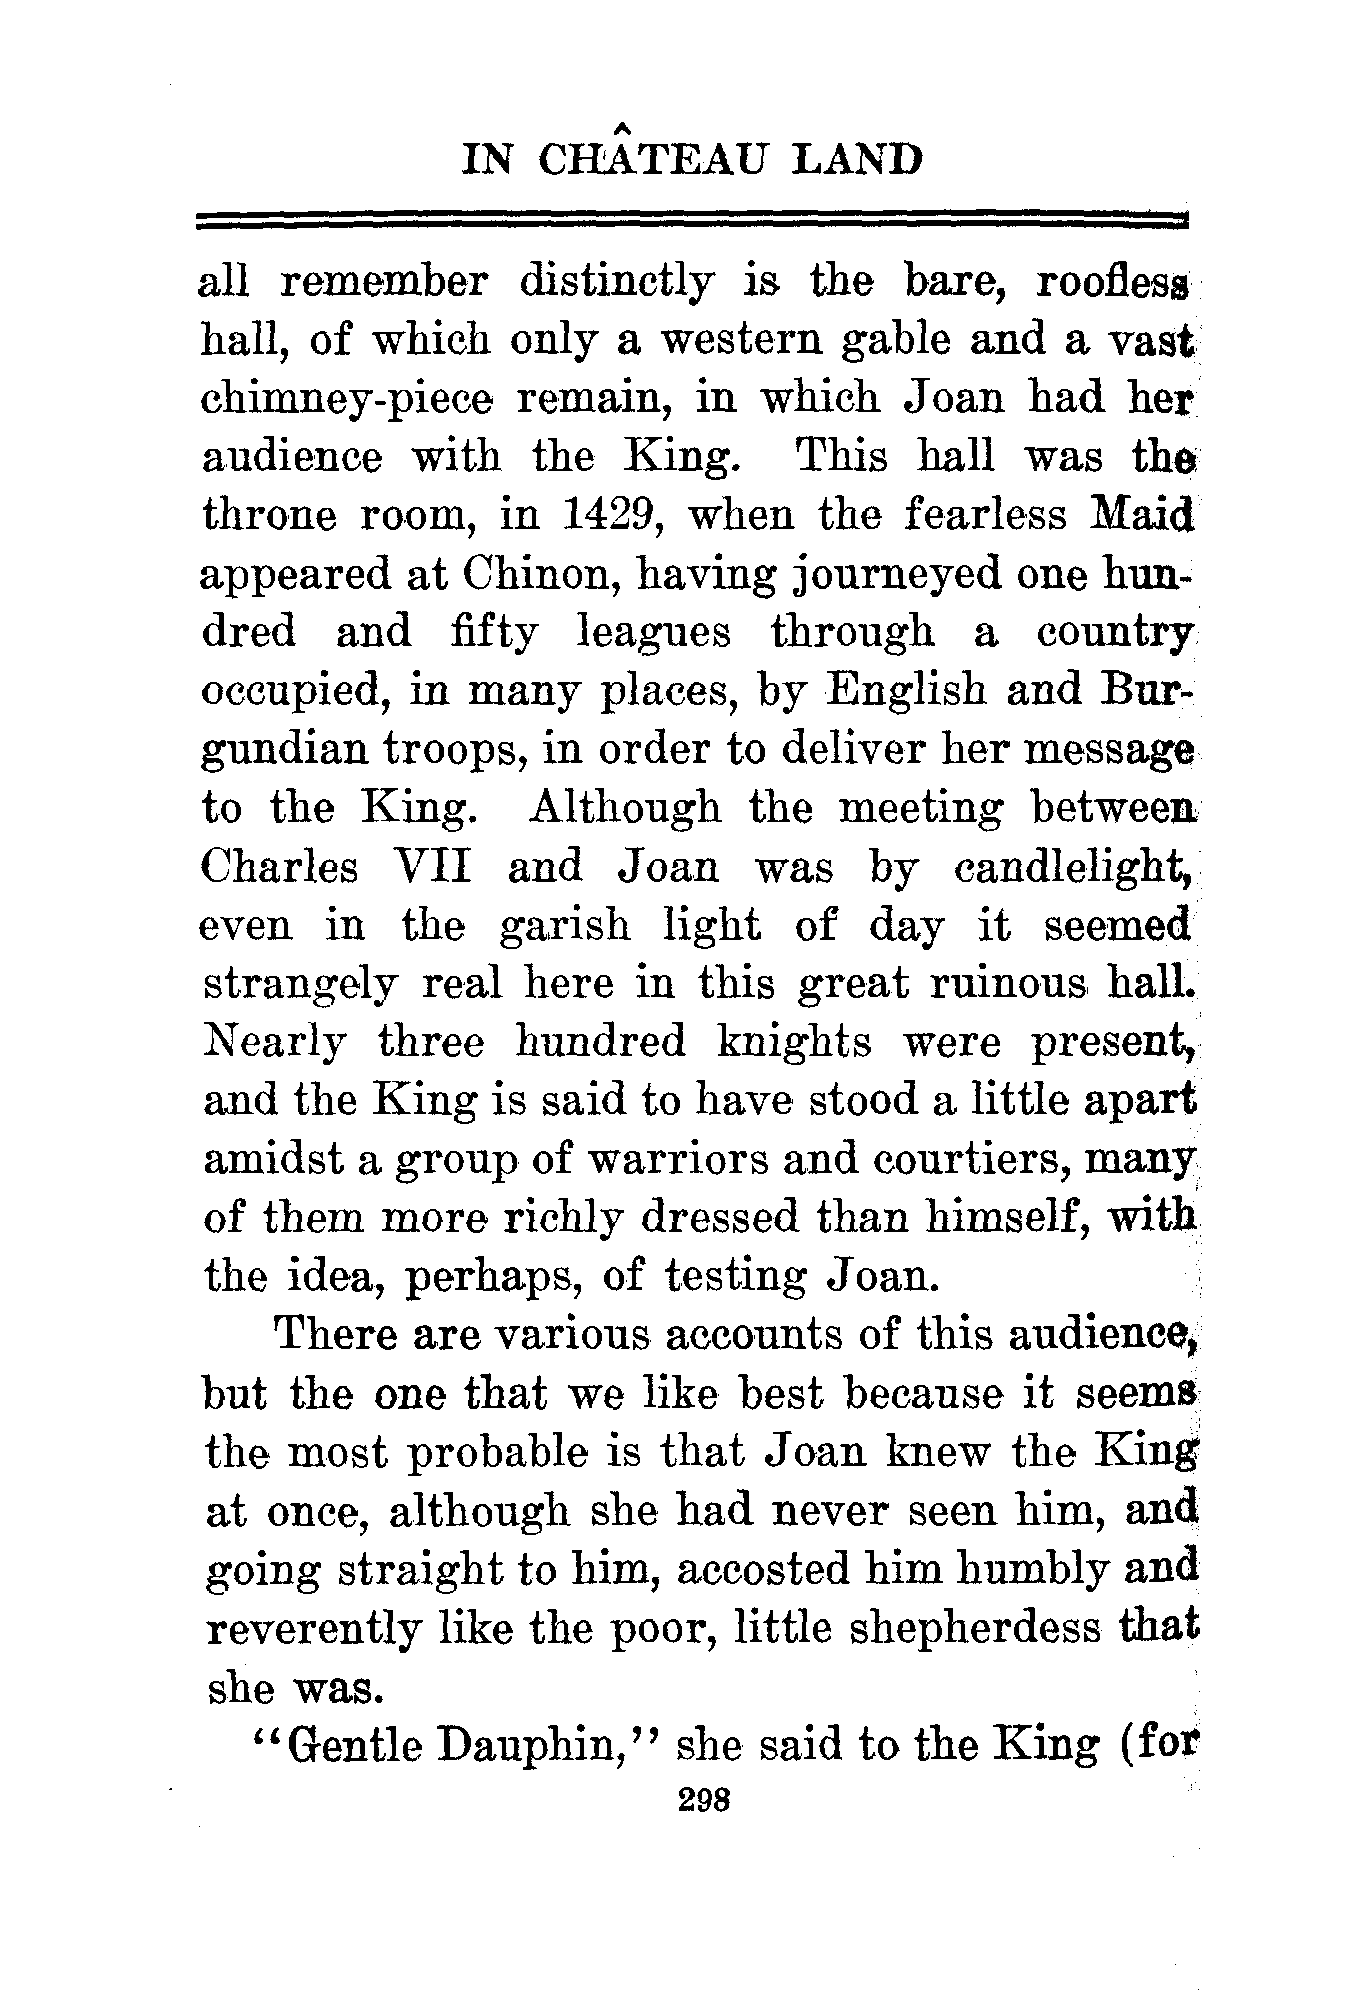 IN CHÂTEAU LAND
all remember distinctly is the bare, roofless
hall, of which only a western gable and a vast
chimney-piece remain, in which Joan had her
audience with the King. This hall was the
throne room, in 1429, when the fearless Maid
appeared at Chinon, having journeyed one hun-
dred and fifty leagues through a country
occupied, in many places, by English and Bur-
gundian troops, in order to deliver her message
to the King. Although the meeting between
Charles VII and Joan was by candlelight,
even in the garish light of day it seemed
strangely real here in this great ruinous hall.
Nearly three hundred knights were present,
and the King is said to have stood a little apart
amidst a group of warriors and courtiers, many
of them more richly dressed than himself, with
the idea, perhaps, of testing Joan.
There are various accounts of this audience,
but the one that we like best because it seems
the most probable is that Joan knew the King
at once, although she had never seen him, and
going straight to him, accosted him humbly and
reverently like the poor, little shepherdess that
she was.
"Gentle Dauphin," she said to the King (for
298